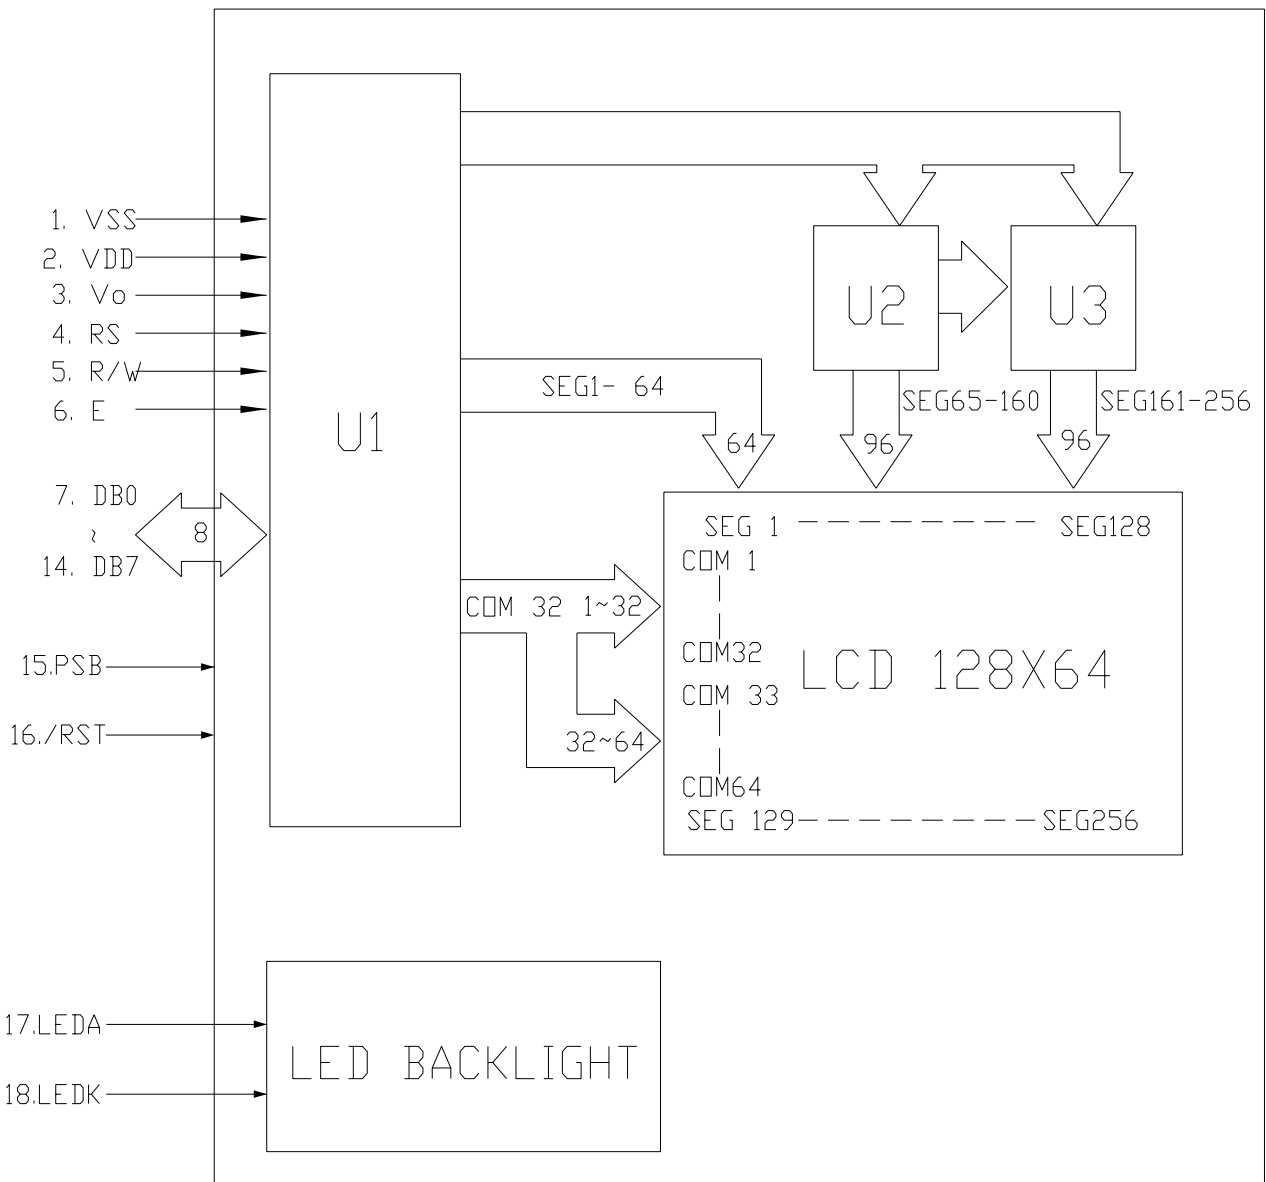 1. VSS
2. VDD
3. Vo
4. RS
5. R/W
6. E
7. DB0
~
14. DB7
8
15.PSB
16./RST
17.LEDA
18.LEDK
U1
U2
U3
SEG1- 64
64
SEG65-160
96
SEG161-256
96
COM 32 1~32
32~64
SEG 1 - - - - - - - SEG128
COM 1
COM32
COM 33
COM64
LCD 128X64
SEG 129 - - - - - - - SEG256
LED BACKLIGHT